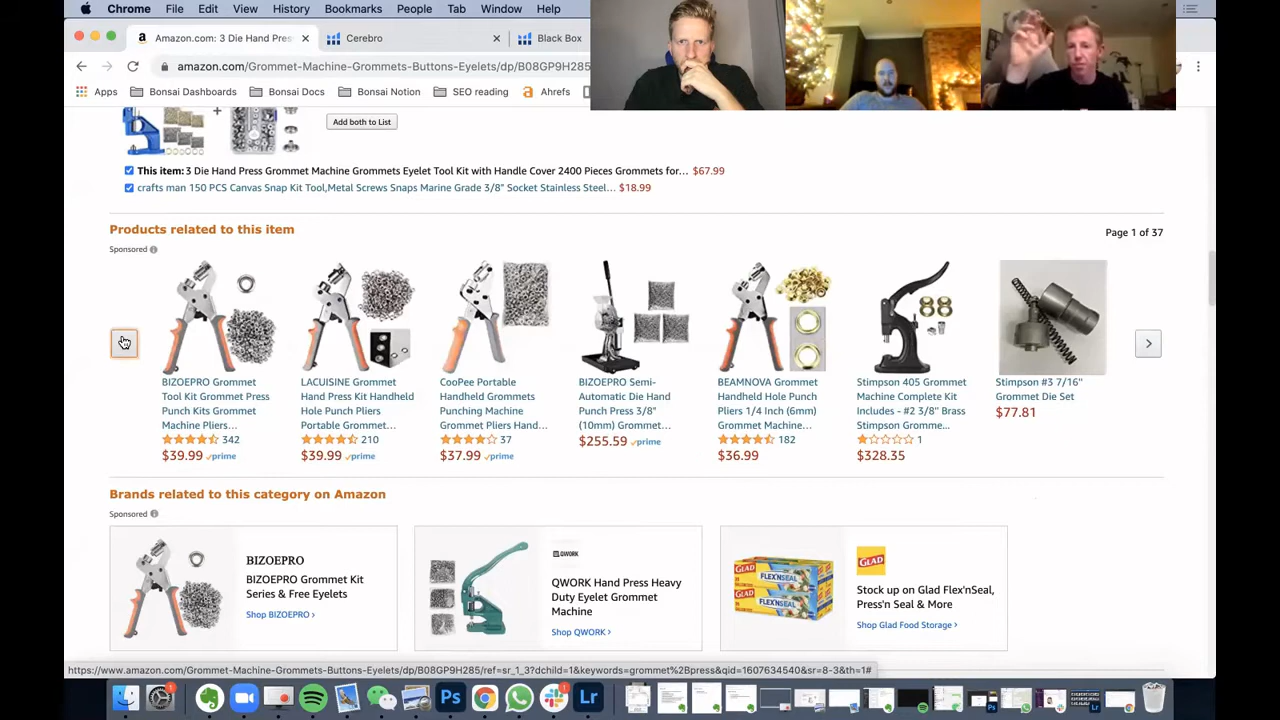 Chrome File Edit View History Bookmarks People Tab Window Help
Amazon.com: 3 Die Hand Pres
Cerebro
Black Box
amazon.com/Grommet-Machine-Grommets-Buttons-Eyelets/dp/B08GP9H285
Apps Bonsai Dashboards Bonsai Docs Bonsai Notion SEO reading Ahrefs
Add both to List
This item: 3 Die Hand Press Grommet Machine Grommets Eyelet Tool Kit with Handle Cover 2400 Pieces Grommets for... $67.99
crafts man 150 PCS Canvas Snap Kit Tool,Metal Screws Snaps Marine Grade 3/8" Socket Stainless Steel... $18.99
Products related to this item
Page 1 of 37
Sponsored
BIZOEPRO Grommet
Tool Kit Grommet Press
Punch Kits Grommet
Machine Pliers...
342
$39.99 prime
LACUISINE Grommet
Hand Press Kit Handheld
Hole Punch Pliers
Portable Grommet...
210
$39.99 prime
CooPee Portable
Handheld Grommets
Punching Machine
Grommet Pliers Hand...
37
$37.99 prime
BIZOEPRO Semi-
Automatic Die Hand
Punch Press 3/8"
(10mm) Grommet...
$255.59 prime
BEAMNOVA Grommet
Handheld Hole Punch
Pliers 1/4 Inch (6mm)
Grommet Machine...
182
$36.99
Stimpson 405 Grommet
Machine Complete Kit
Includes - #2 3/8" Brass
Stimpson Gromme...
1
$328.35
Stimpson #3 7/16"
Grommet Die Set
$77.81
Brands related to this category on Amazon
Sponsored
BIZOEPRO
BIZOEPRO Grommet Kit
Series & Free Eyelets
Shop BIZOEPRO ›
QWORK
QWORK Hand Press Heavy
Duty Eyelet Grommet
Machine
Shop QWORK ›
GLAD
FLEX'NSEAL
GLAD
FLEX'NSEAL
GLAD
Stock up on Glad Flex'nSeal,
Press'n Seal & More
Shop Glad Food Storage ›
https://www.amazon.com/Grommet-Machine-Grommets-Buttons-Eyelets/dp/B08GP9H285/ref=sr_1_3?dchild=1&keywords=grommet%2Bpress&qid=1607634540&sr=8-3&th=1#
1
Ps
1
Lr